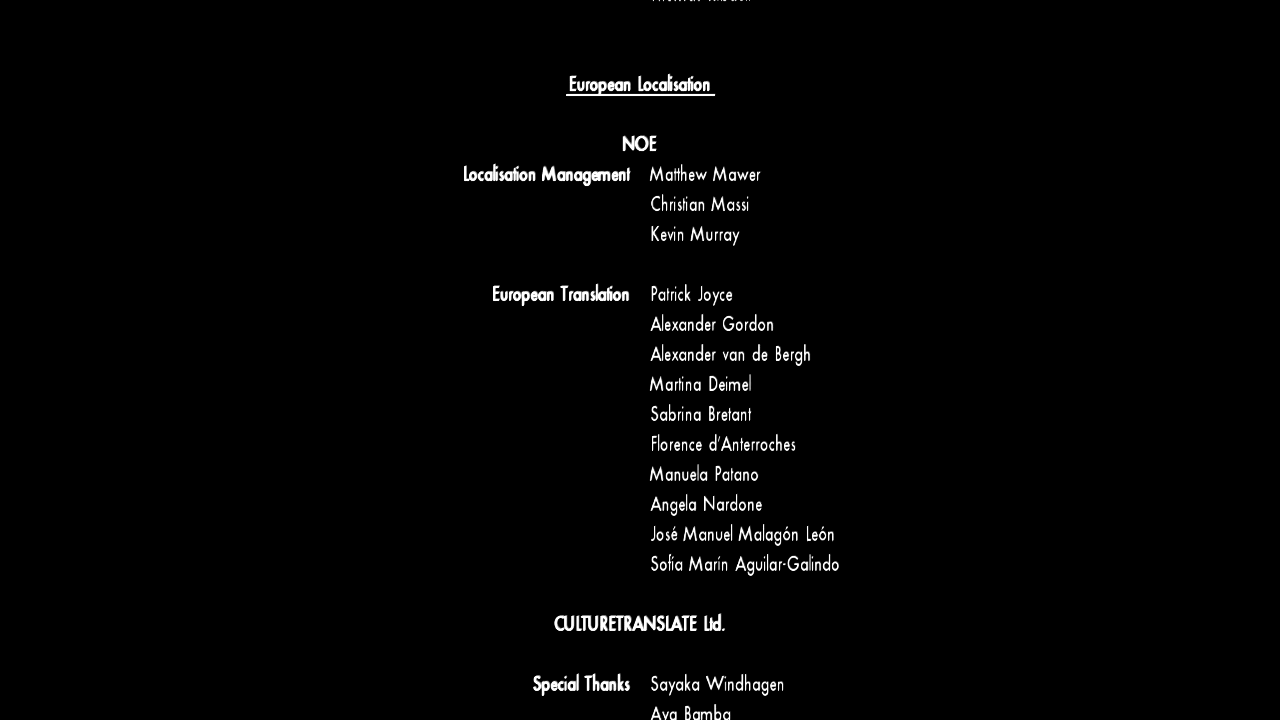 European Localisation
NOE
Localisation Management Matthew Mawer
Christian Massi
Kevin Murray
European Translation Patrick Joyce
Alexander Gordon
Alexander van de Bergh
Martina Deimel
Sabrina Bretant
Florence d'Anterroches
Manuela Patano
Angela Nardone
José Manuel Malagón León
Sofía Marín Aguilar-Galindo
CULTURETRANSLATE Ltd.
Special Thanks Sayaka Windhagen
Aya Bamba